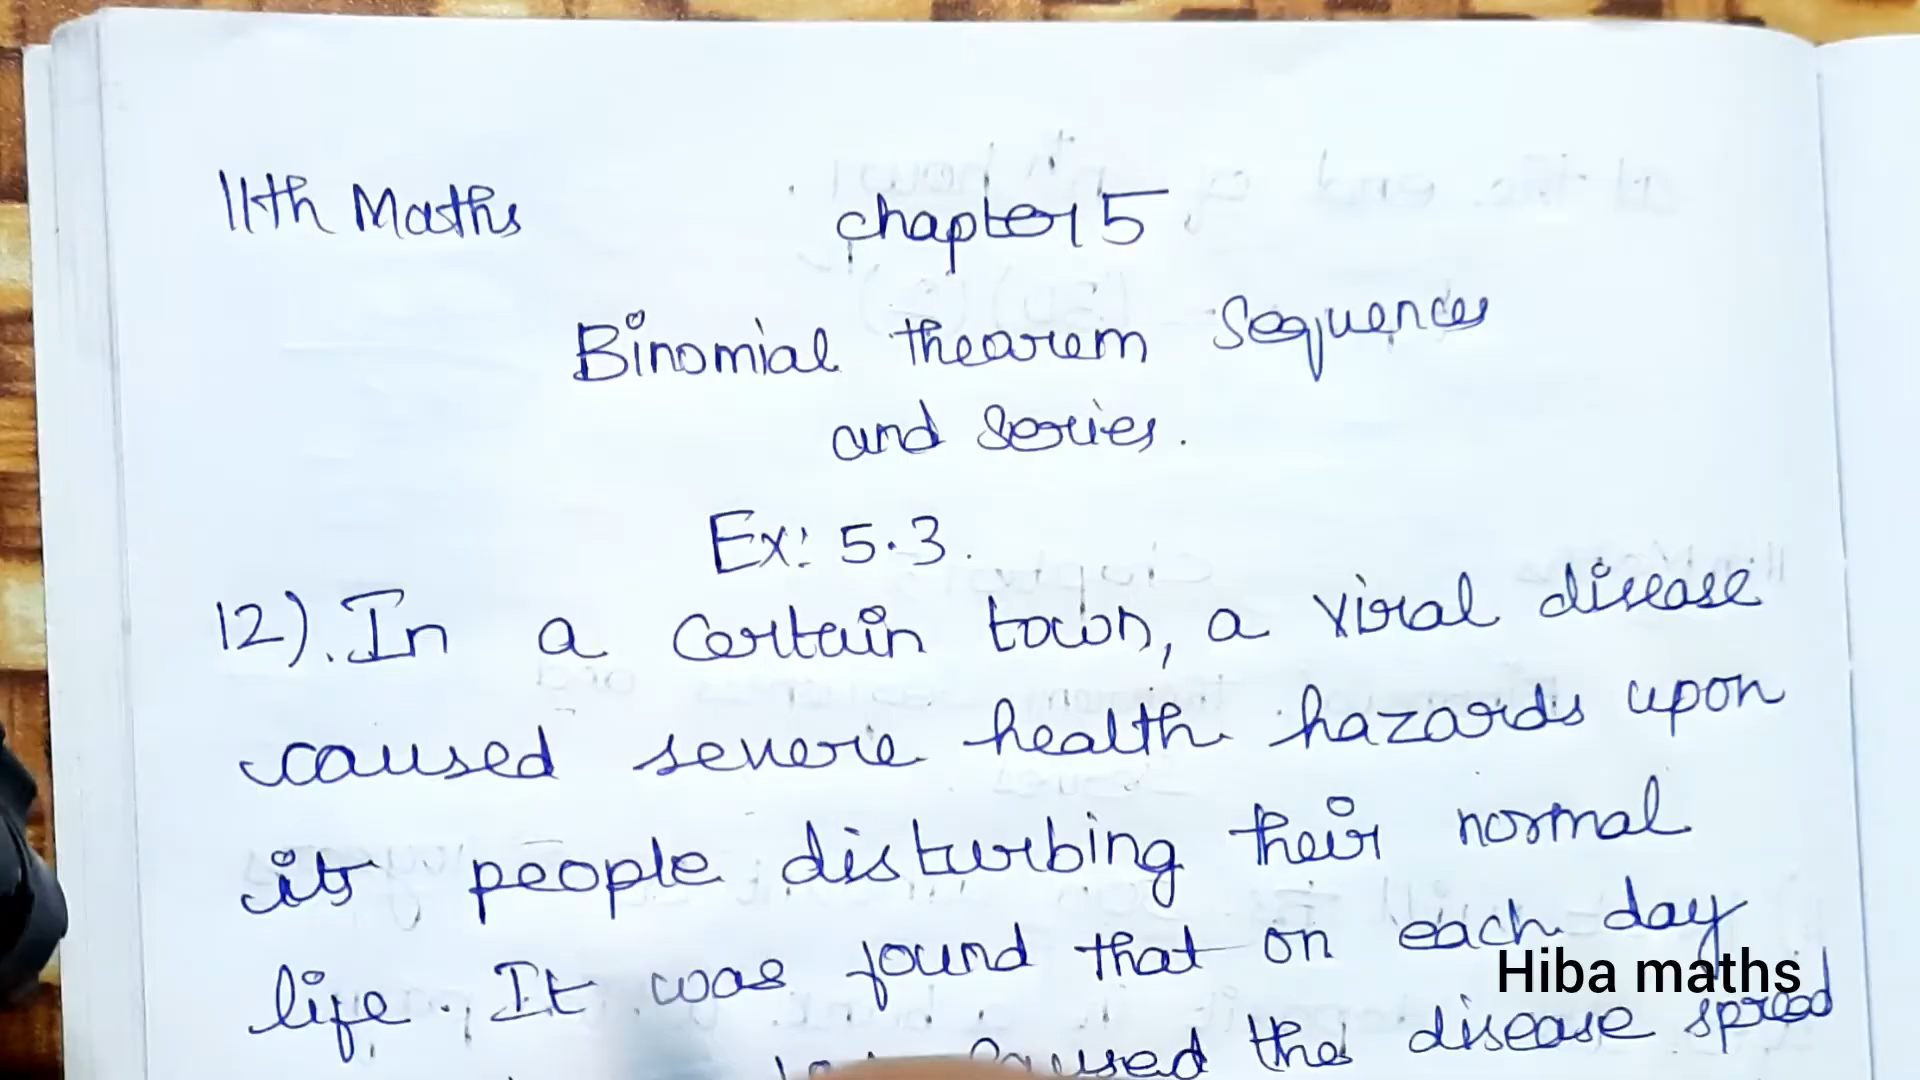 11th Maths chapter 5
Binomial thearem Sequences
and series.
Ex: 5.3.
12). In a certain town, a viral disease
caused severe health hazards upon
its people disturbing their normal
life. It was found that on each day
Hiba maths
caused the disease spread